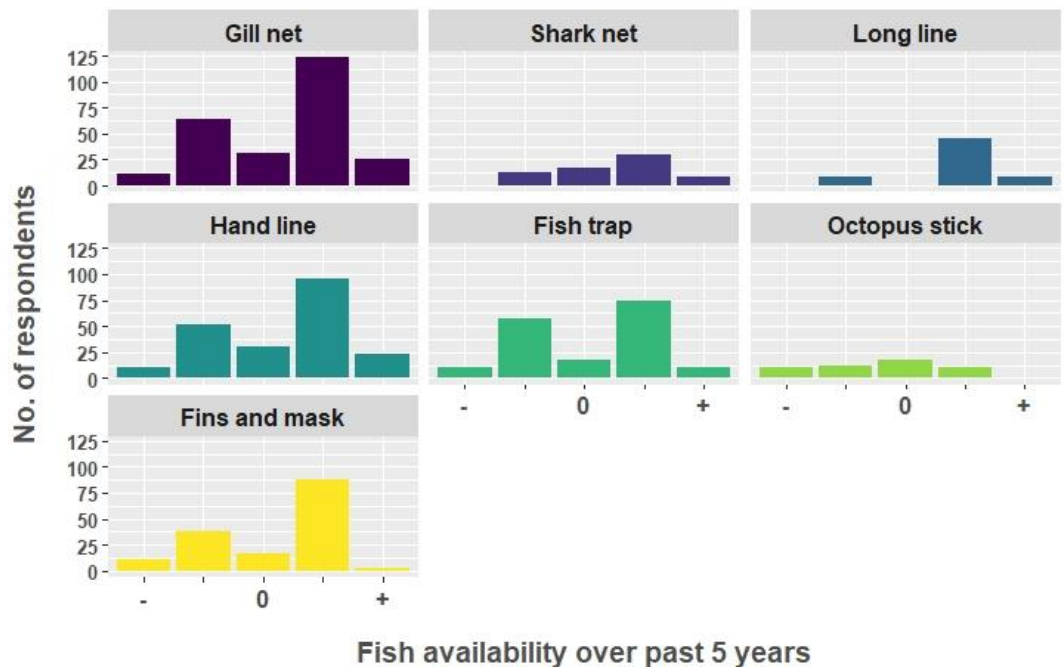 Gill net
Shark net
Long line
125
100
75
50
25
0
Hand line
Fish trap
Octopus stick
125
100
75
50
25
0
- 0 +
- 0 +
Fins and mask
125
100
75
50
25
0
- 0 +
No. of respondents
Fish availability over past 5 years